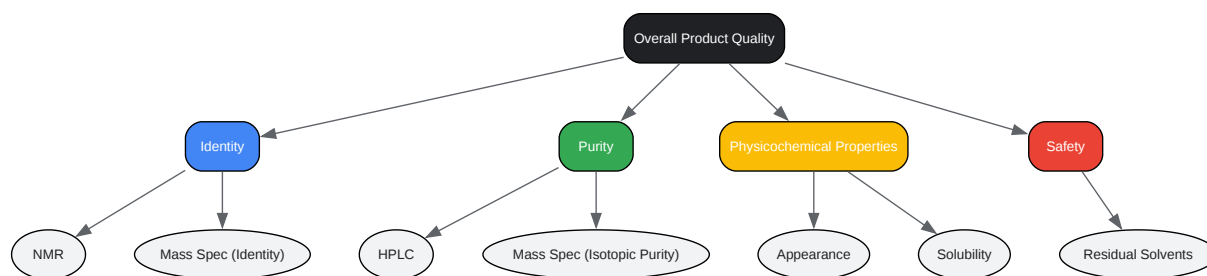 Overall Product Quality
Identity
Purity
Physicochemical Properties
Safety
NMR
Mass Spec (Identity)
HPLC
Mass Spec (Isotopic Purity)
Appearance
Solubility
Residual Solvents